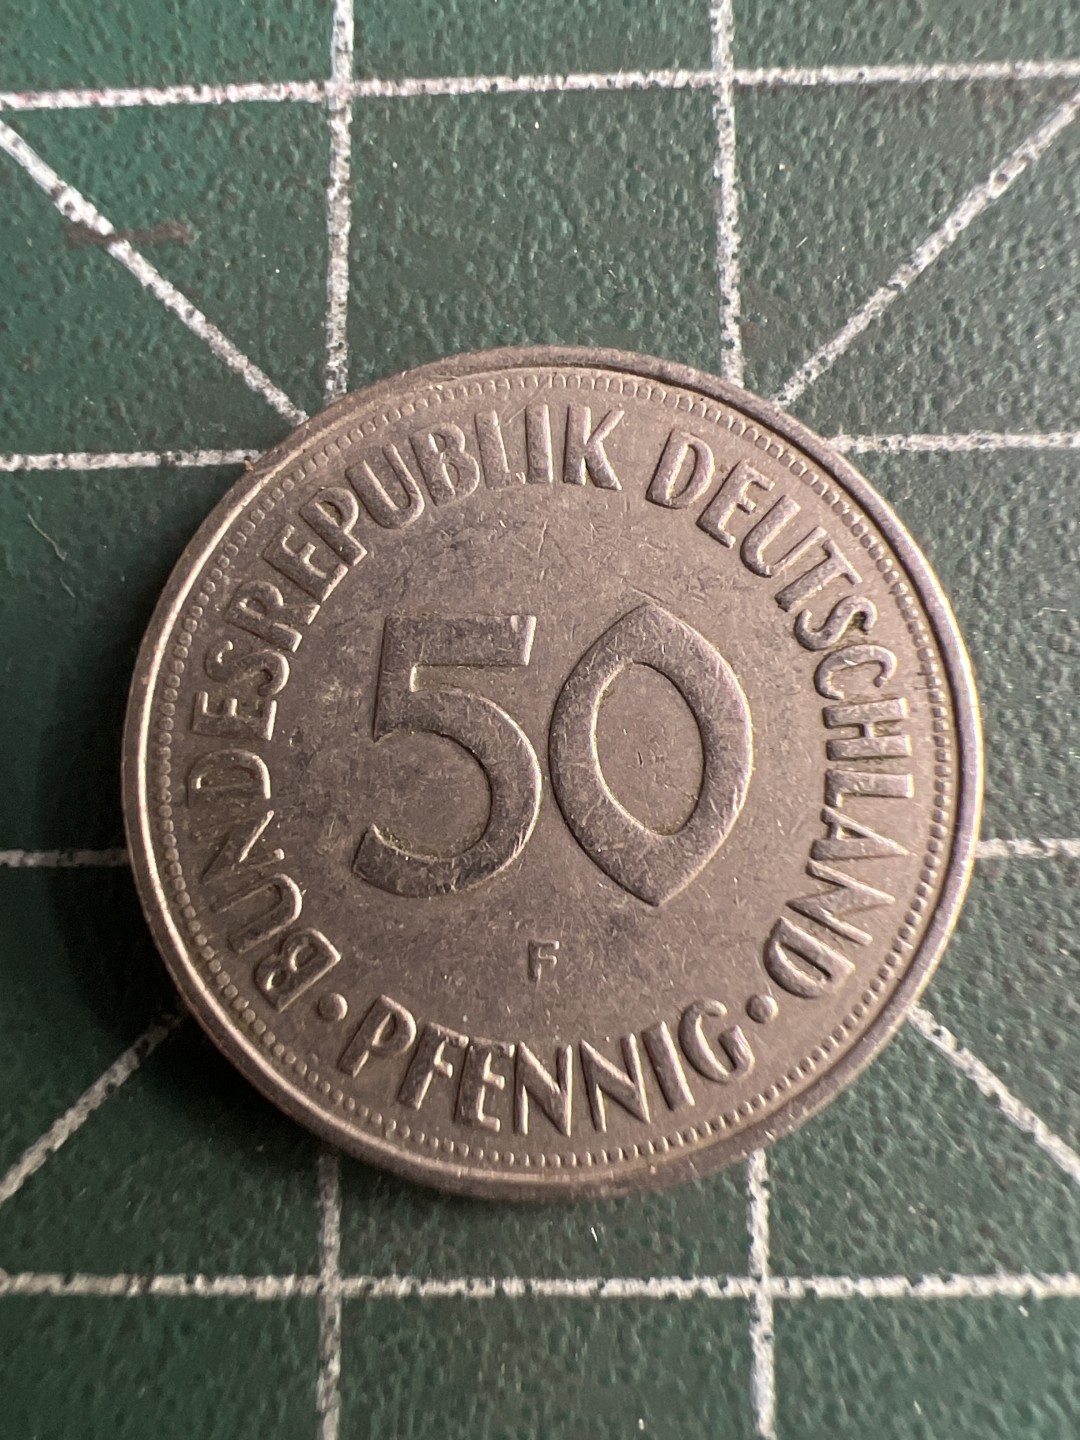 BUNDESREPUBLIK DEUTSCHLAND
50
F
• PFENNIG •